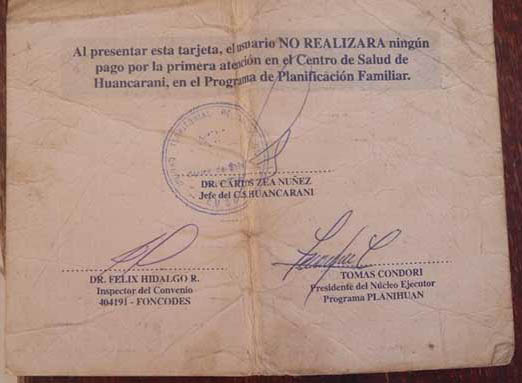 Al presentar esta tarjeta, el usuario NO REALIZARA ningún
pago por la primera atención en el Centro de Salud de
Huancarani, en el Programa de Planificación Familiar.
TERRITORIAL DE
DR. CARLOS ZEA NUÑEZ
Jefe del C.S HUANCARANI
DR. FELIX HIDALGO R.
Inspector del Convenio
404191 - FONCODES
TOMAS CONDORI
Presidente del Núcleo Ejecutor
Programa PLANIHUAN